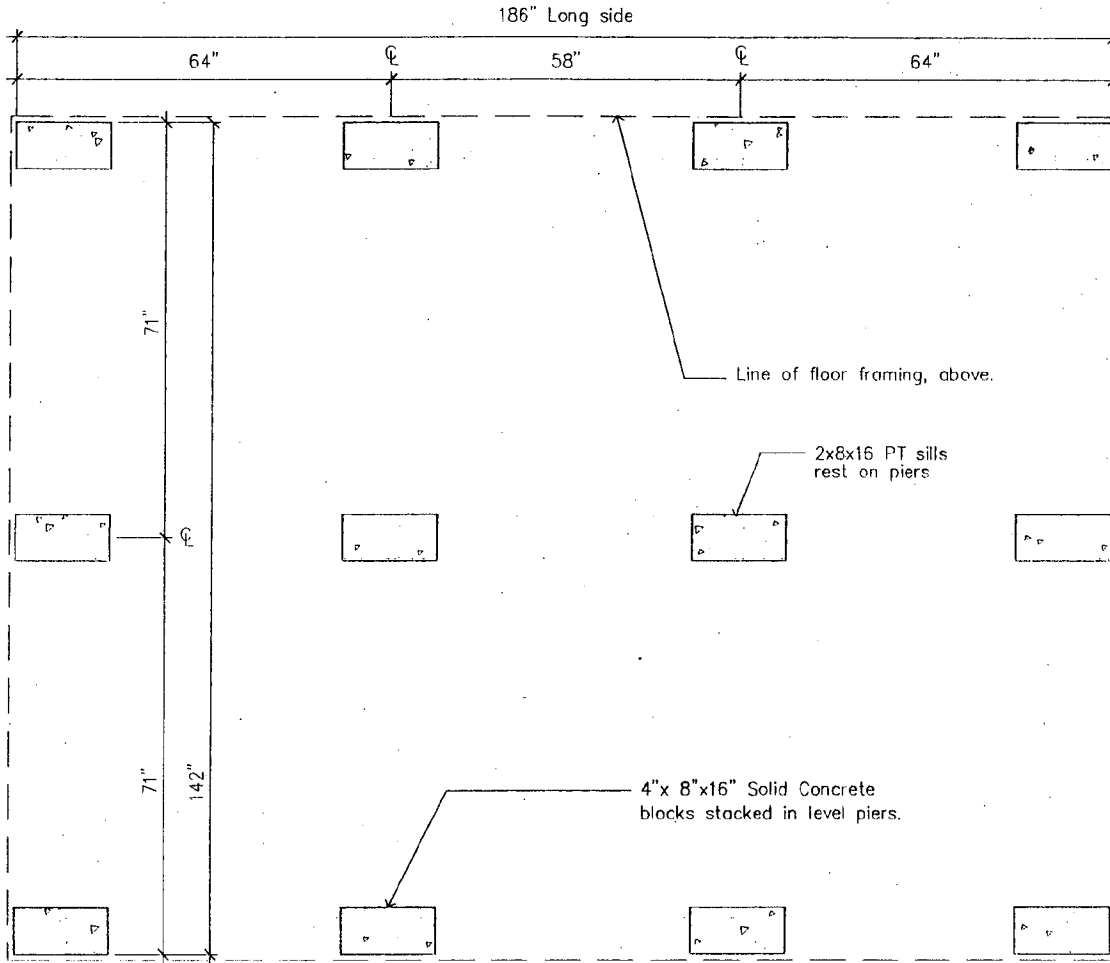 186" Long side
64" ℄ 58" ℄ 64"
71"
Line of floor framing, above.
2x8x16 PT sills
rest on piers
℄
71"
142"
4"x 8"x16" Solid Concrete
blocks stacked in level piers.